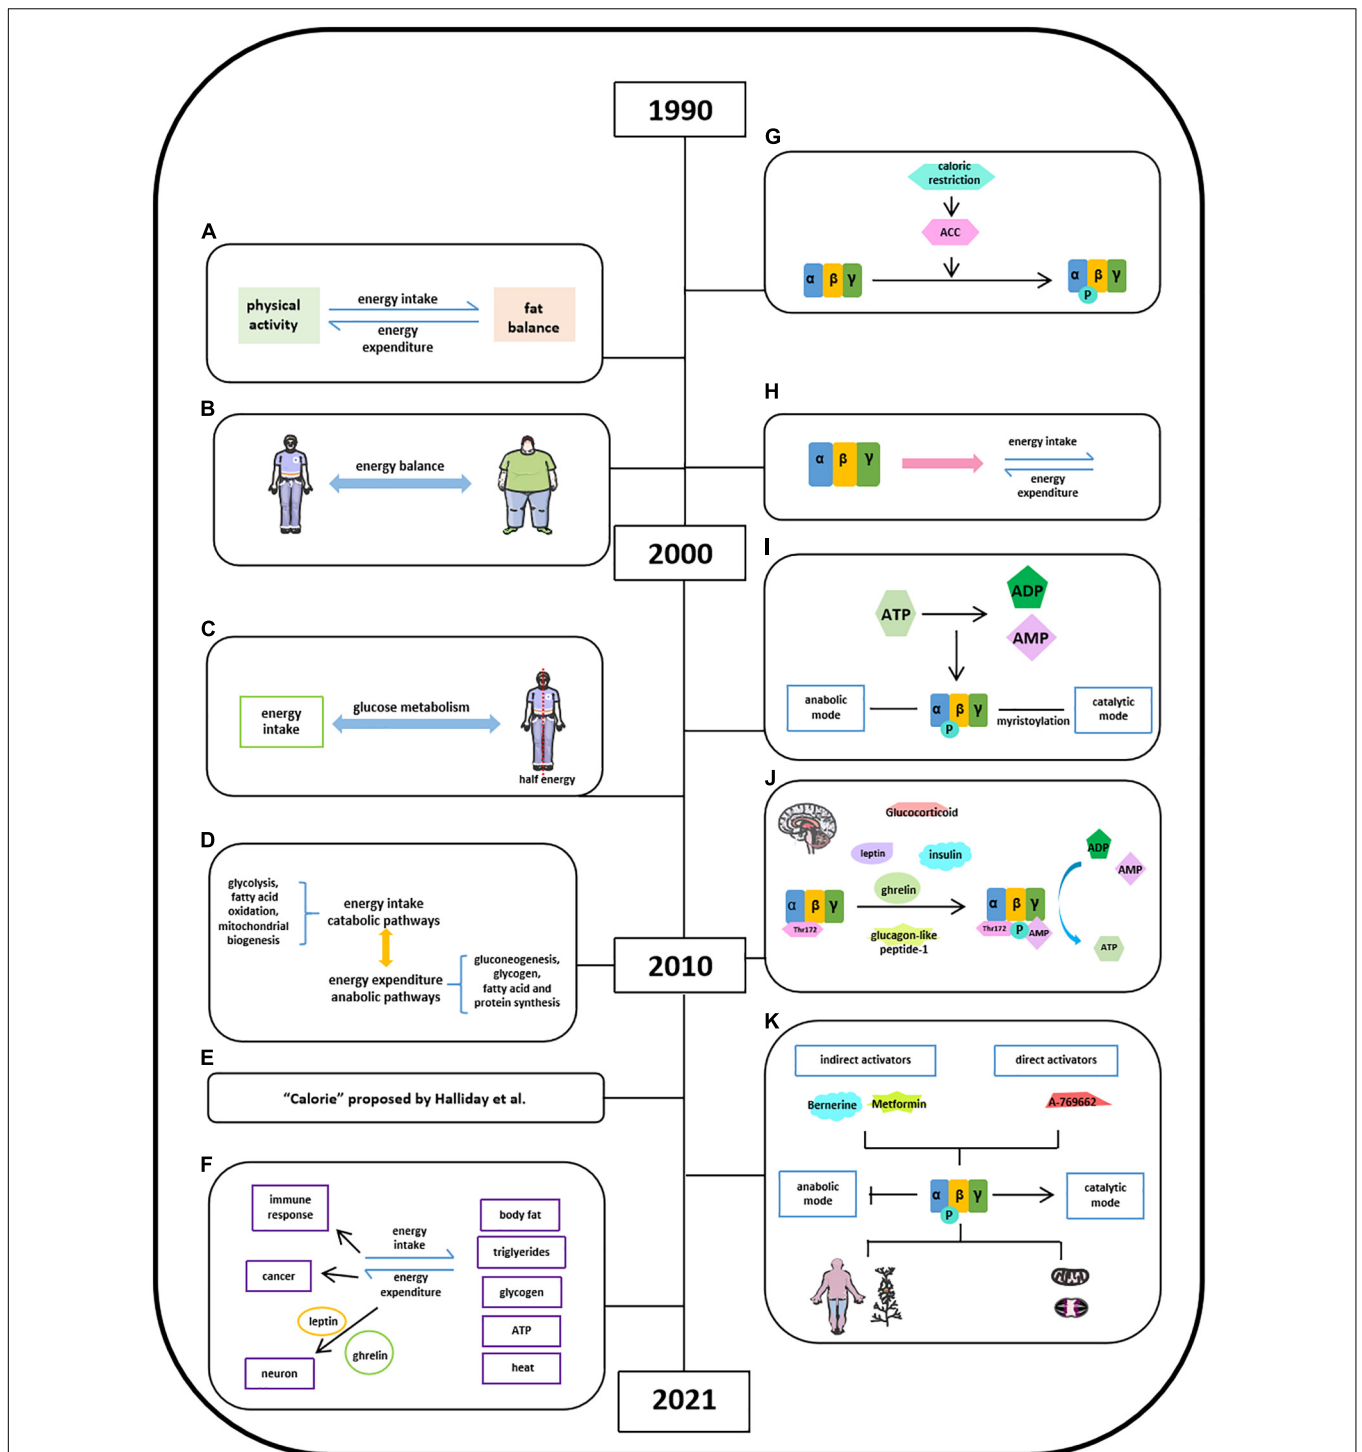 1990
A
physical
activity
energy intake
energy
expenditure
fat
balance
B
energy balance
2000
C
energy
intake
glucose metabolism
half energy
D
glycolysis,
fatty acid
oxidation,
mitochondrial
biogenesis
energy intake
catabolic pathways
energy expenditure
anabolic pathways
gluconeogenesis,
glycogen,
fatty acid and
protein synthesis
2010
E
“Calorie” proposed by Halliday et al.
F
immune
response
cancer
neuron
leptin
ghrelin
energy
intake
energy
expenditure
body fat
triglyerides
glycogen
ATP
heat
2021
G
caloric
restriction
ACC
α β γ
α β γ
P
H
α β γ
energy intake
energy
expenditure
I
ATP
ADP
AMP
anabolic
mode
α β γ
P
myristoylation
catalytic
mode
J
Glucocorticoid
leptin
insulin
ghrelin
glucagon-like
peptide-1
α β γ
Thr172
α β γ
Thr172
P
AMP
ADP
AMP
ATP
K
indirect activators
direct activators
Bernerine
Metformin
A-769662
anabolic
mode
α β γ
P
catalytic
mode